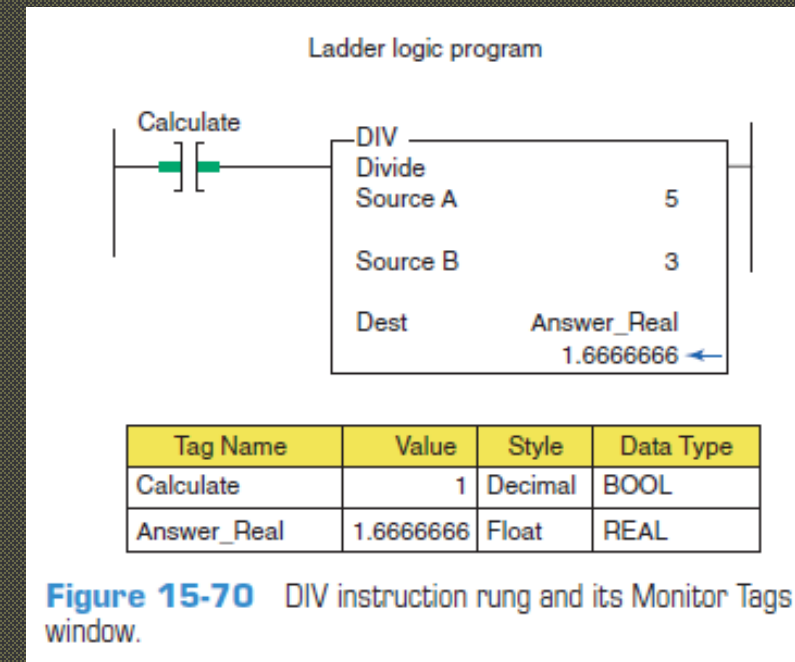 Ladder logic program
Calculate
DIV
Divide
Source A 5
Source B 3
Dest Answer_Real
1.6666666
Tag Name Value Style Data Type
Calculate 1 Decimal BOOL
Answer_Real 1.6666666 Float REAL
Figure 15-70 DIV instruction rung and its Monitor Tags
window.